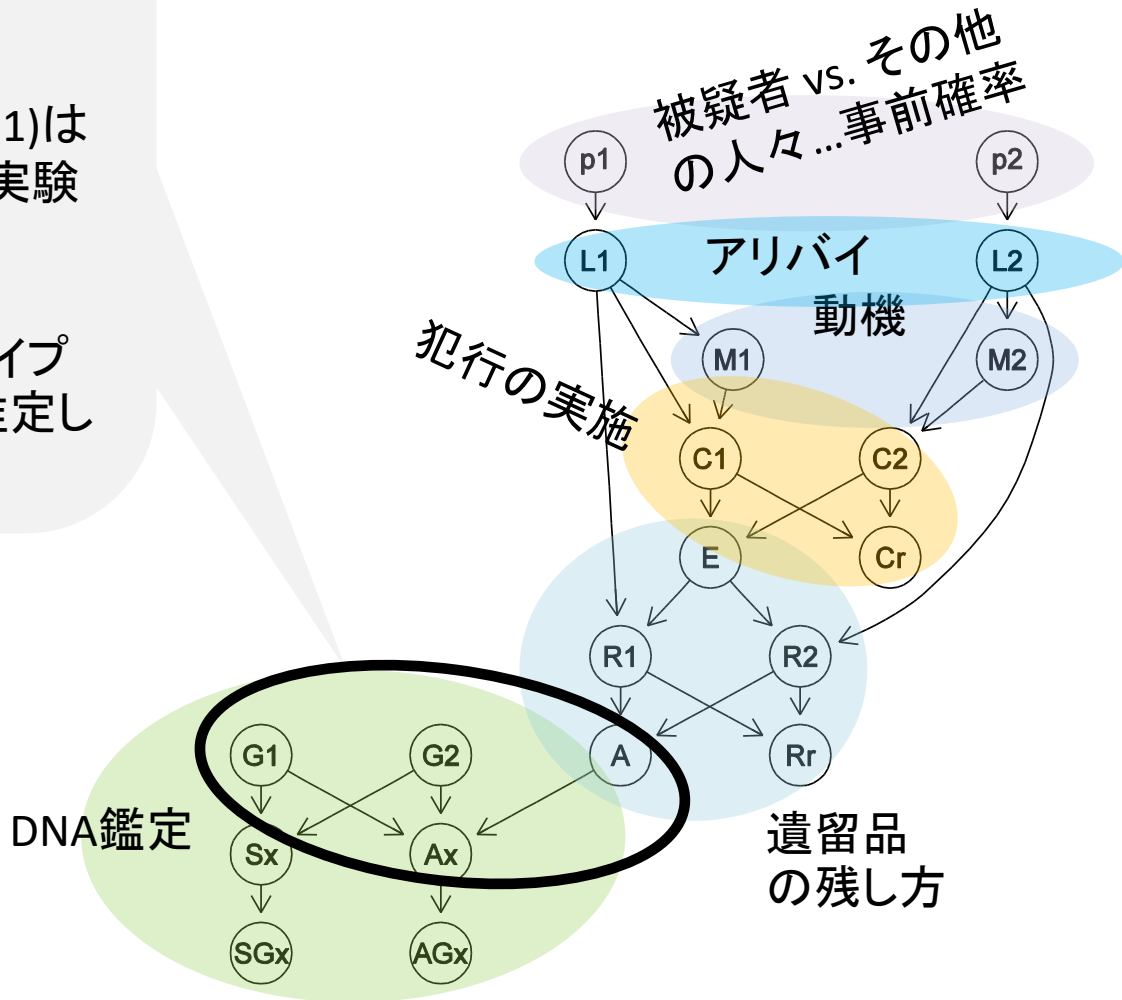 1)は
実験
イプ
推定し
被疑者 vs. その他
の人々…事前確率
p1
p2
L1
アリバイ
L2
動機
M1
M2
犯行の実施
C1
C2
E
Cr
R1
R2
G1
G2
A
Rr
DNA鑑定
Sx
Ax
遺留品
の残し方
SGx
AGx